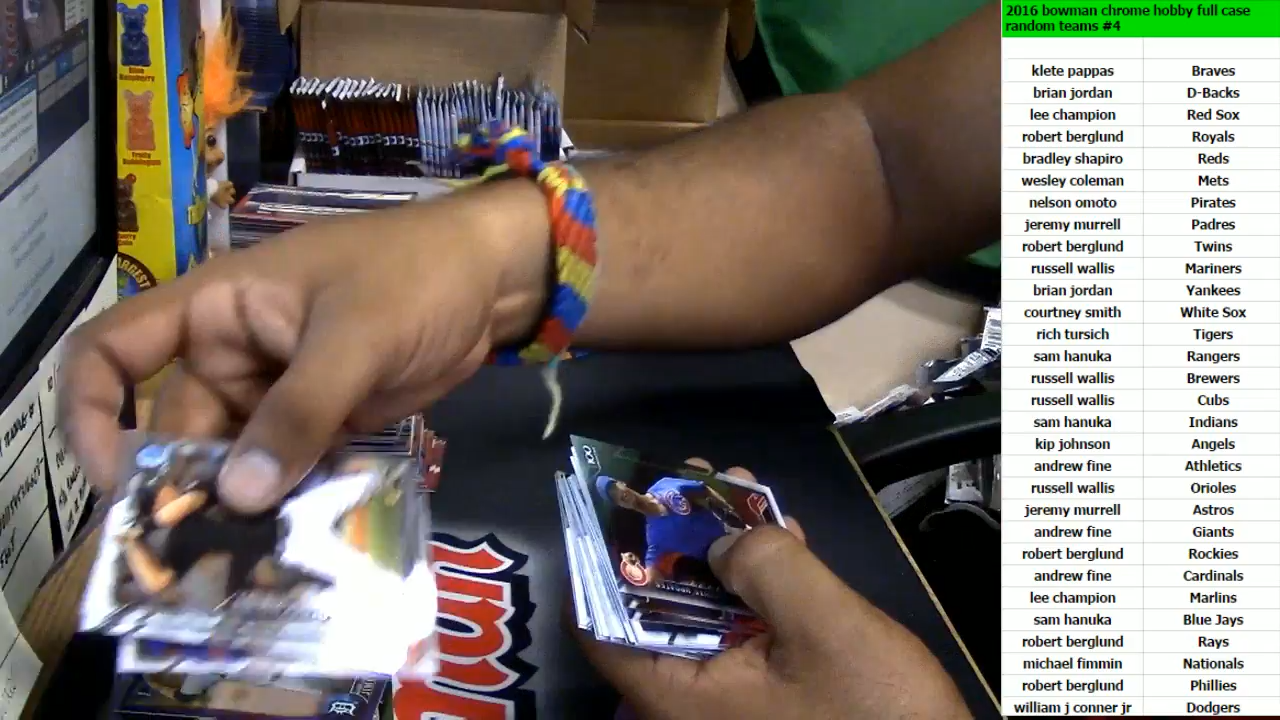 2016 bowman chrome hobby full case
random teams #4
klete pappas Braves
brian jordan D-Backs
lee champion Red Sox
robert berglund Royals
bradley shapiro Reds
wesley coleman Mets
nelson omoto Pirates
jeremy murrell Padres
robert berglund Twins
russell wallis Mariners
brian jordan Yankees
courtney smith White Sox
rich tursich Tigers
sam hanuka Rangers
russell wallis Brewers
russell wallis Cubs
sam hanuka Indians
kip johnson Angels
andrew fine Athletics
russell wallis Orioles
jeremy murrell Astros
andrew fine Giants
robert berglund Rockies
andrew fine Cardinals
lee champion Marlins
sam hanuka Blue Jays
robert berglund Rays
michael fimmin Nationals
robert berglund Phillies
william j conner jr Dodgers
Blue
Raspberry